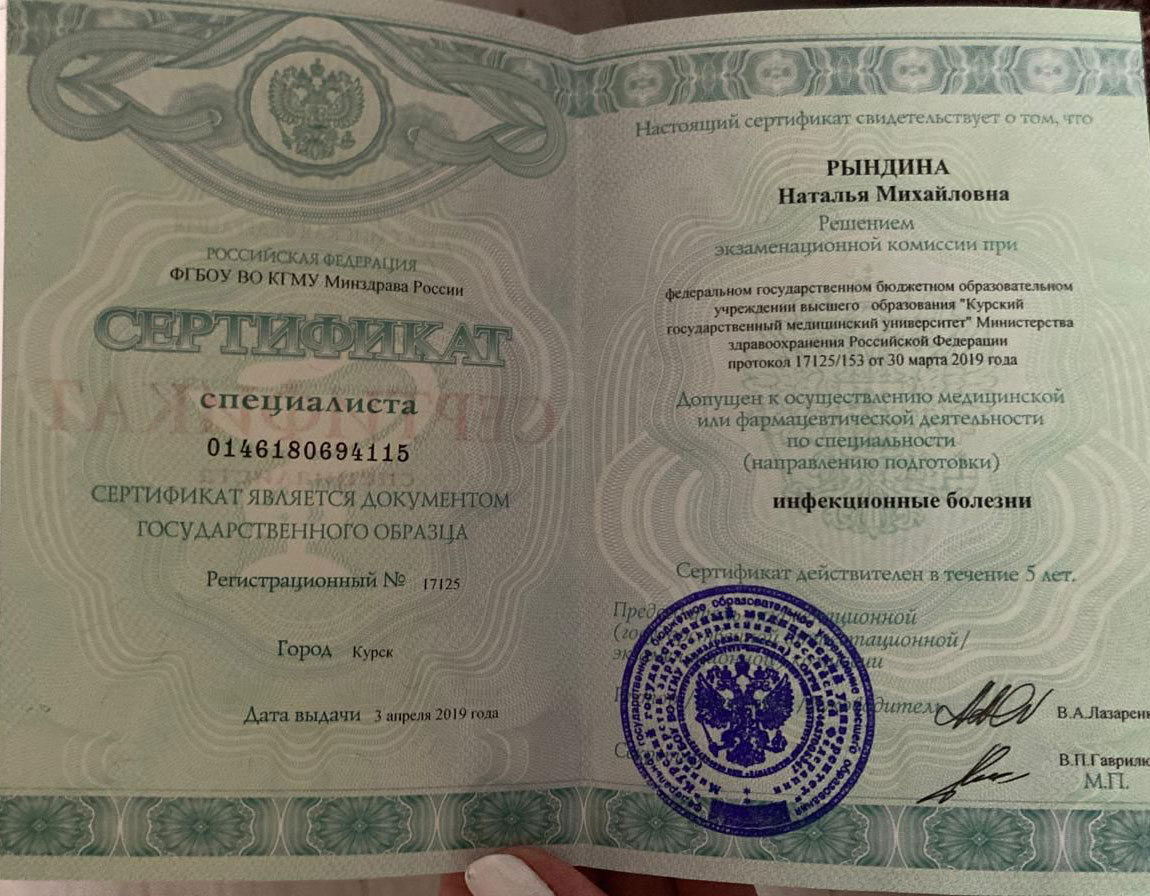 РОССИЙСКАЯ ФЕДЕРАЦИЯ
ФГБОУ ВО КГМУ Минздрава России
СЕРТИФИКАТ
специалиста
0146180694115
СЕРТИФИКАТ ЯВЛЯЕТСЯ ДОКУМЕНТОМ
ГОСУДАРСТВЕННОГО ОБРАЗЦА
Регистрационный № 17125
Город Курск
Дата выдачи 3 апреля 2019 года
Настоящий сертификат свидетельствует о том, что
РЫНДИНА
Наталья Михайловна
Решением
экзаменационной комиссии при
федеральном государственном бюджетном образовательном
учреждении высшего образования "Курский
государственный медицинский университет" Министерства
здравоохранения Российской Федерации
протокол 17125/153 от 30 марта 2019 года
Допущен к осуществлению медицинской
или фармацевтической деятельности
по специальности
(направлению подготовки)
инфекционные болезни
Сертификат действителен в течение 5 лет.
В.А.Лазарен
В.П.Гаврилю
М.П.